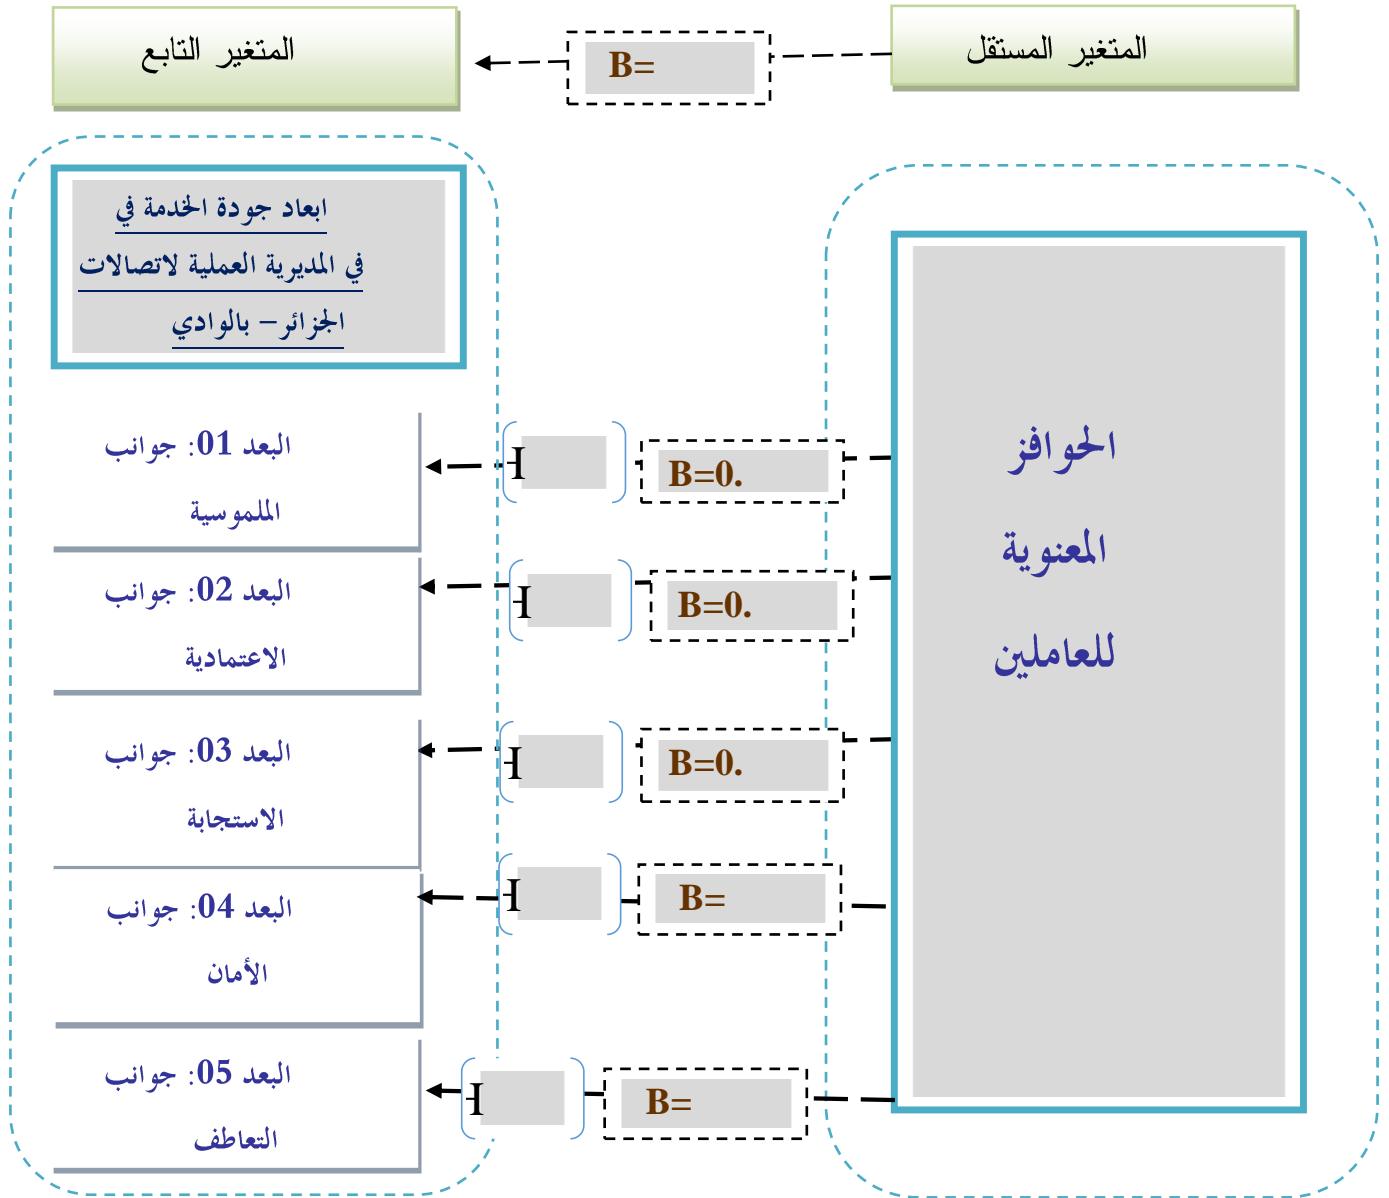 المتغير المستقل
B=
المتغير التابع
ابعاد جودة الخدمة في
في المديرية العملية لاتصالات
الجزائر– بالوادي
الحوافز
المعنوية
للعاملين
B=0.
البعد 01: جوانب
الملموسية
B=0.
البعد 02: جوانب
الاعتمادية
B=0.
البعد 03: جوانب
الاستجابة
B=
البعد 04: جوانب
الأمان
B=
البعد 05: جوانب
التعاطف